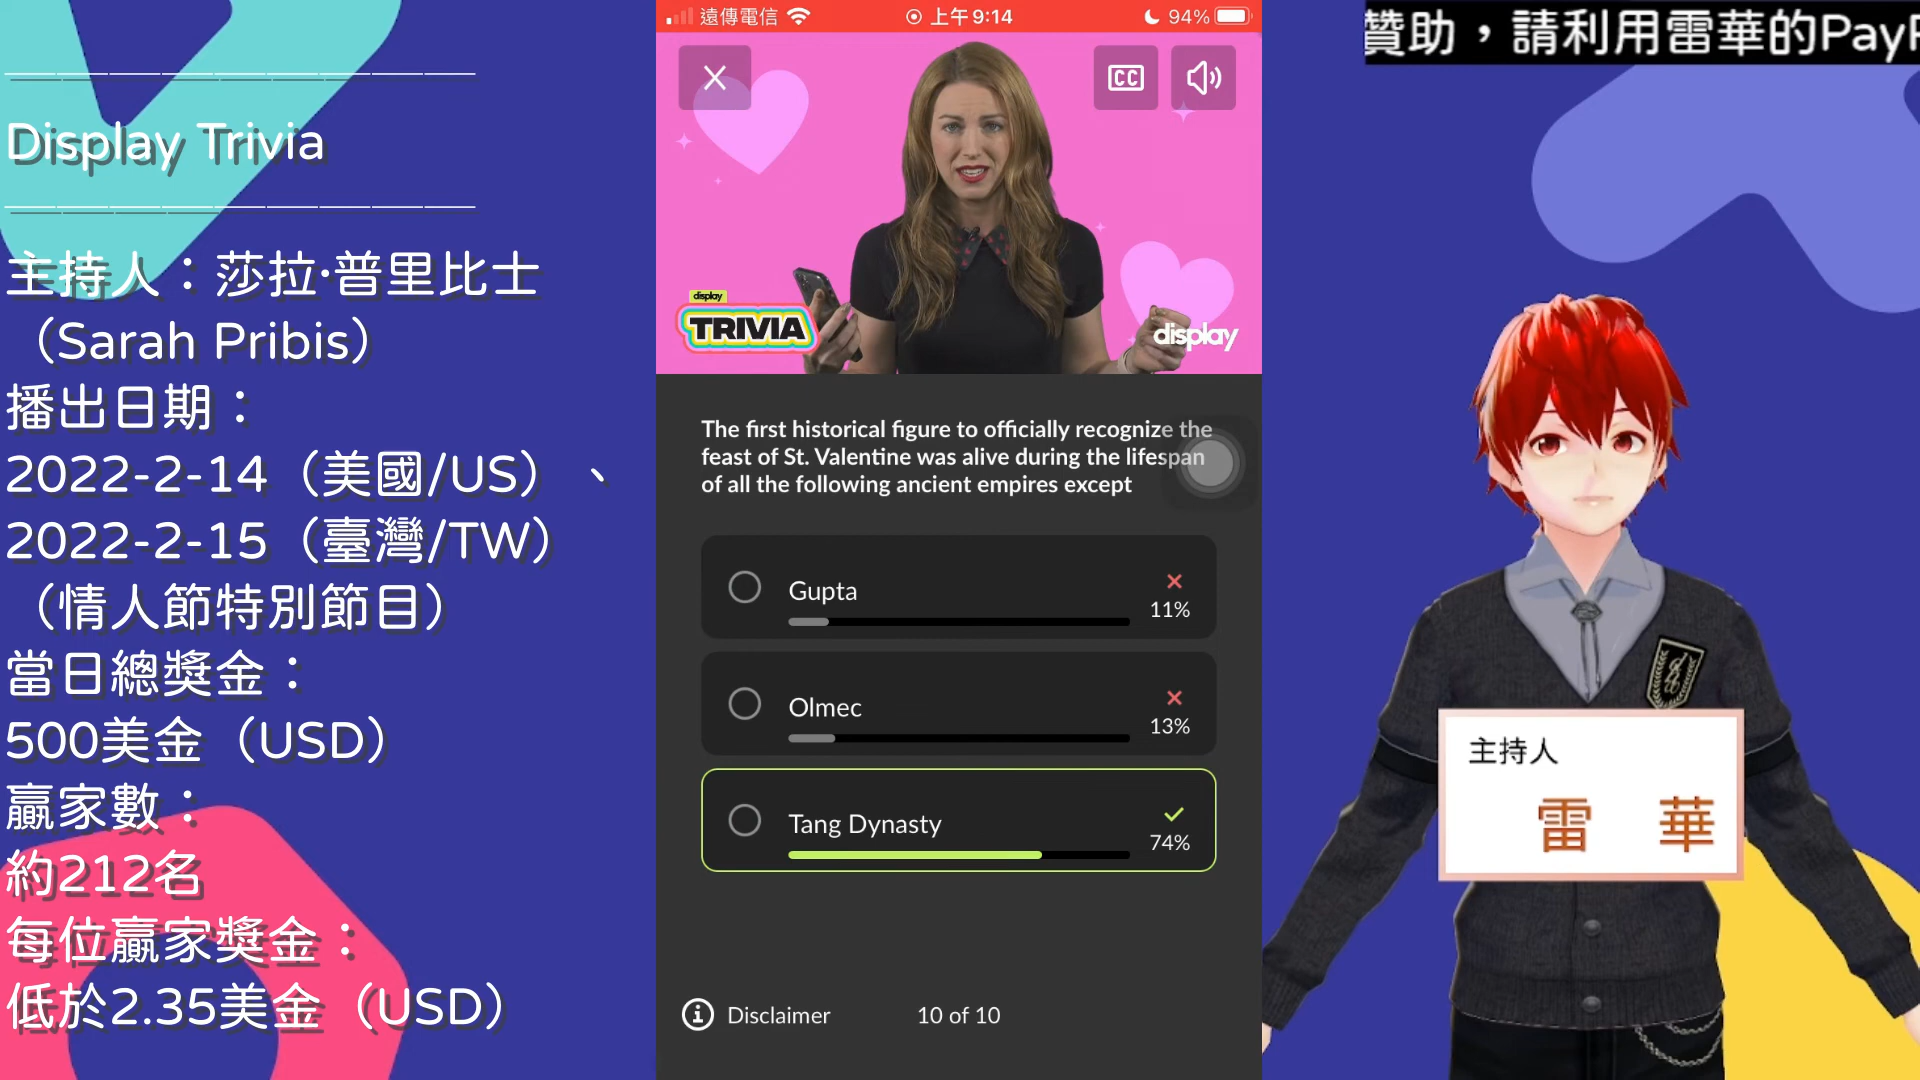 Display Trivia
主持人：莎拉·普里比士
（Sarah Pribis）
播出日期：
2022-2-14（美國/US）、
2022-2-15（臺灣/TW）
（情人節特別節目）
當日總獎金：
500美金（USD）
贏家數：
約212名
每位贏家獎金：
低於2.35美金（USD）
遠傳電信
上午9:14
94%
CC
display
TRIVIA
display
The first historical figure to officially recognize the
feast of St. Valentine was alive during the lifespan
of all the following ancient empires except
Gupta
11%
Olmec
13%
Tang Dynasty
74%
Disclaimer
10 of 10
贊助，請利用雷華的PayP
主持人
雷 華